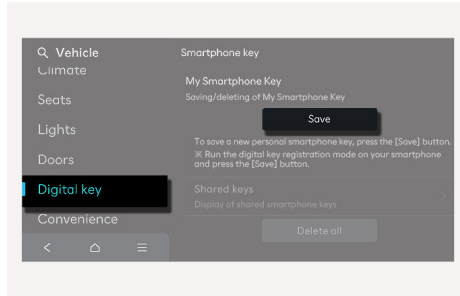 Vehicle
Climate
Seats
Lights
Doors
Digital key
Convenience
Smartphone key
My Smartphone Key
Saving/deleting of My Smartphone Key
Save
To save a new personal smartphone key, press the [Save] button.
※ Run the digital key registration mode on your smartphone
and press the [Save] button.
Shared keys
Display of shared smartphone keys
Delete all